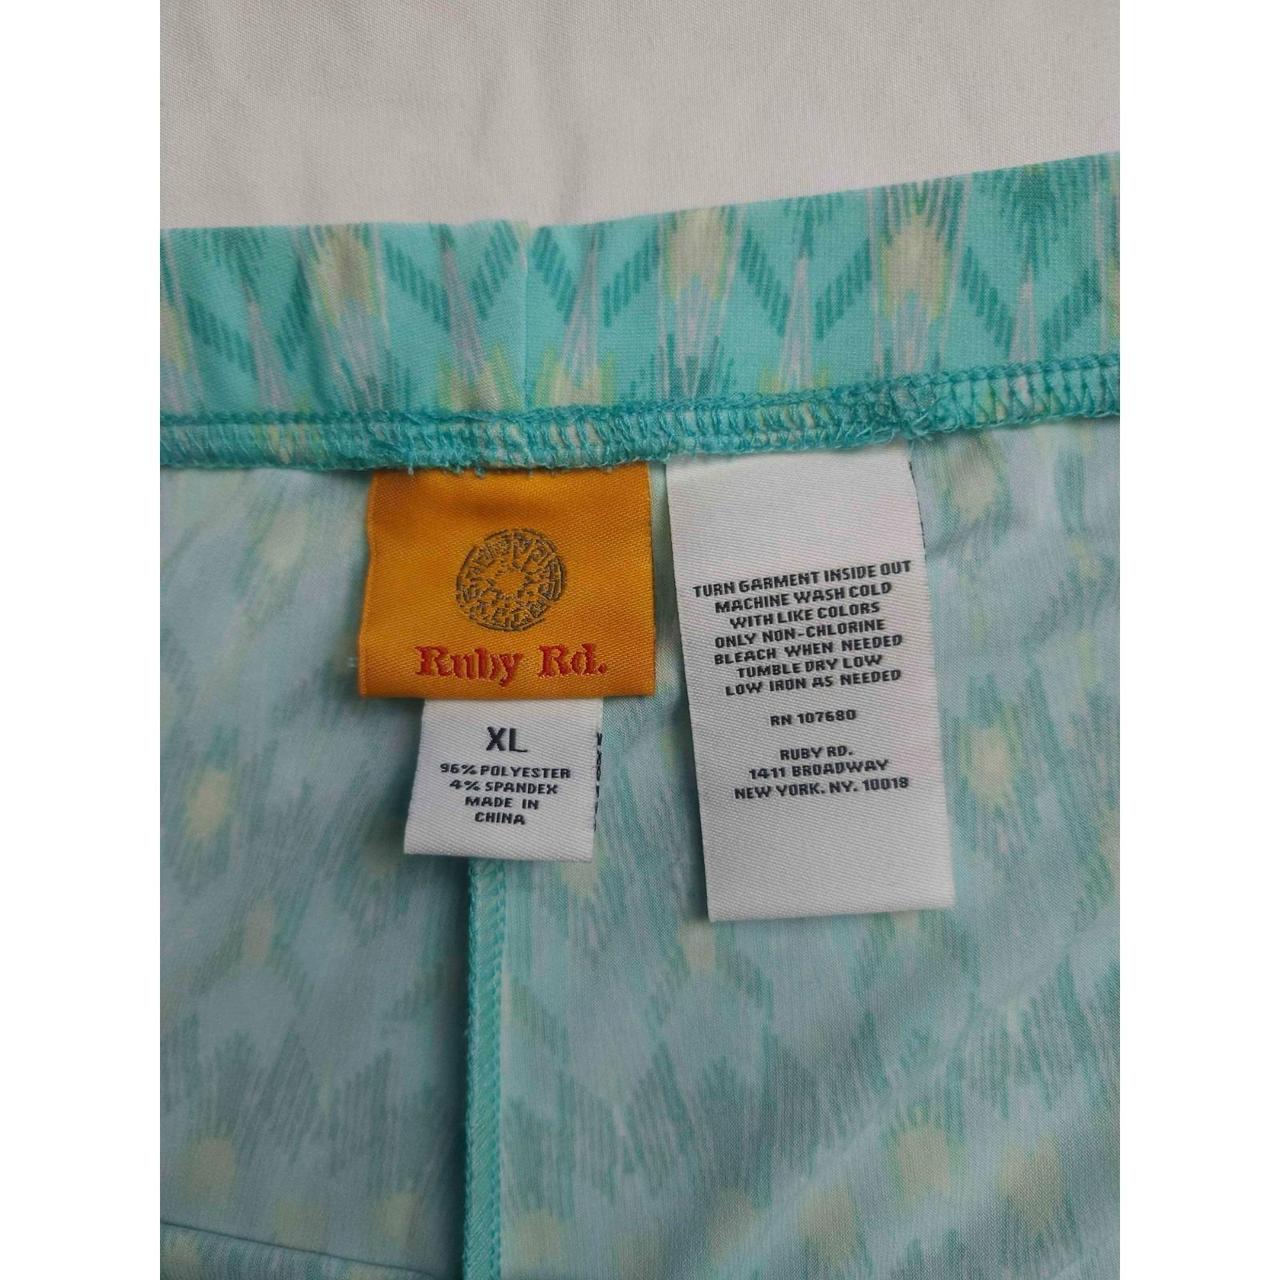 Ruby Rd.
XL
96% POLYESTER
4% SPANDEX
MADE IN
CHINA
TURN GARMENT INSIDE OUT
MACHINE WASH COLD
WITH LIKE COLORS
ONLY NON-CHLORINE
BLEACH WHEN NEEDED
TUMBLE DRY LOW
LOW IRON AS NEEDED
RN 107680
RUBY RD.
1411 BROADWAY
NEW YORK. NY. 10018